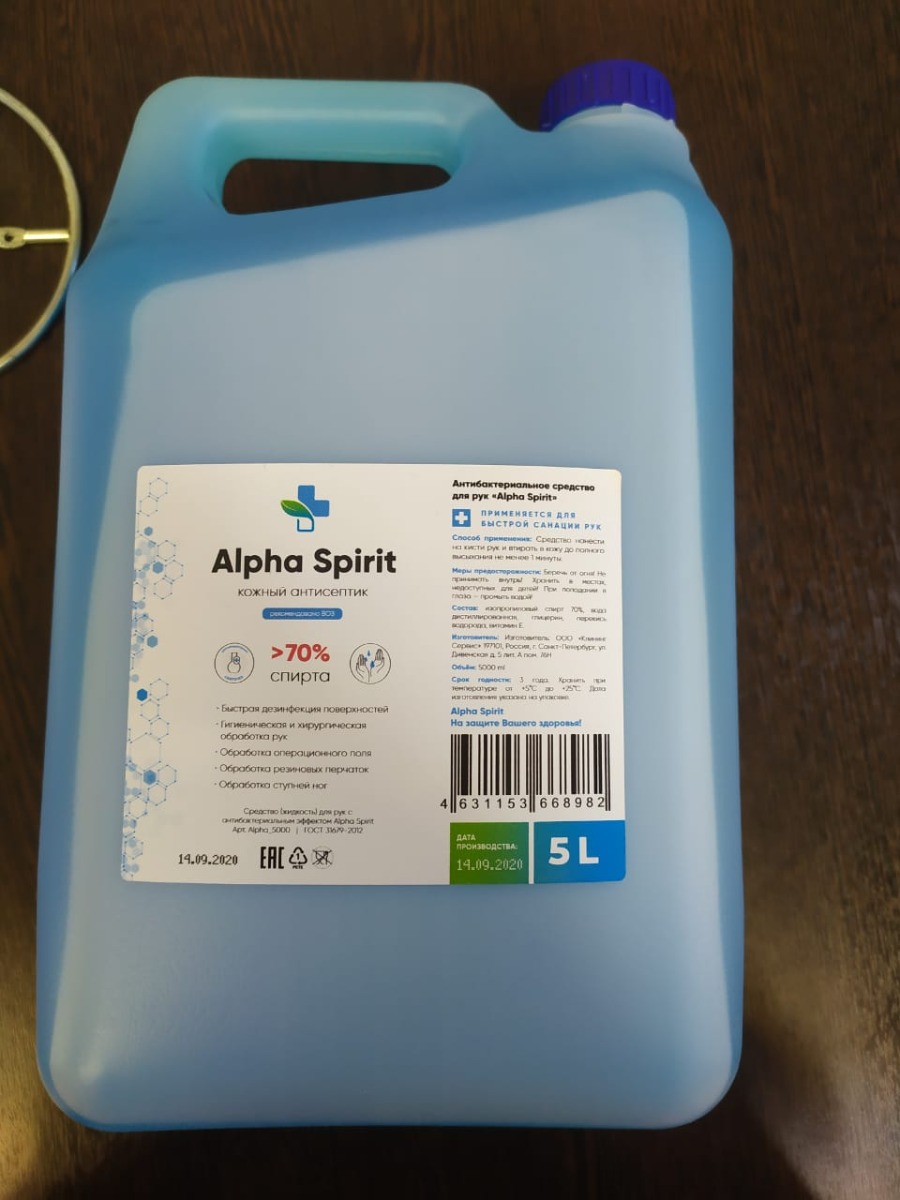 Alpha Spirit
кожный антисептик
рекомендовано ВОЗ
>70%
спирта
· Быстрая дезинфекция поверхностей
· Гигиеническая и хирургическая
обработка рук
· Обработка операционного поля
· Обработка резиновых перчаток
· Обработка ступней ног
Средство (жидкость) для рук с
антибактериальным эффектом Alpha Spirit
Арт. Alpha_5000 | ГОСТ 31679-2012
14.09.2020
EAC
1
PETE
Антибактериальное средство
для рук «Alpha Spirit»
ПРИМЕНЯЕТСЯ ДЛЯ
БЫСТРОЙ САНАЦИИ РУК
Способ применения: Средство нанести
на кисти рук и втирать в кожу до полного
высыхания не менее 1 минуты.
Меры предосторожности: Беречь от огня! Не
принимать внутрь! Хранить в местах,
недоступных для детей! При попадании в
глаза – промыть водой!
Состав: изопропиловый спирт 70%, вода
дистиллированная, глицерин, перекись
водорода, витамин Е.
Изготовитель: Изготовитель: ООО «Клининг
Сервис» 197101, Россия, г. Санкт-Петербург, ул
Дивенская д. 5 лит. А пом.
Объём: 5000 ml
Срок годности: 3 года. Хранить при
температуре от +5°C до +25°C. Дата
изготовления указана на упаковке.
Alpha Spirit
На защите Вашего здоровья!
4 631153 668982
ДАТА
ПРОИЗВОДСТВА:
14.09.2020
5 L